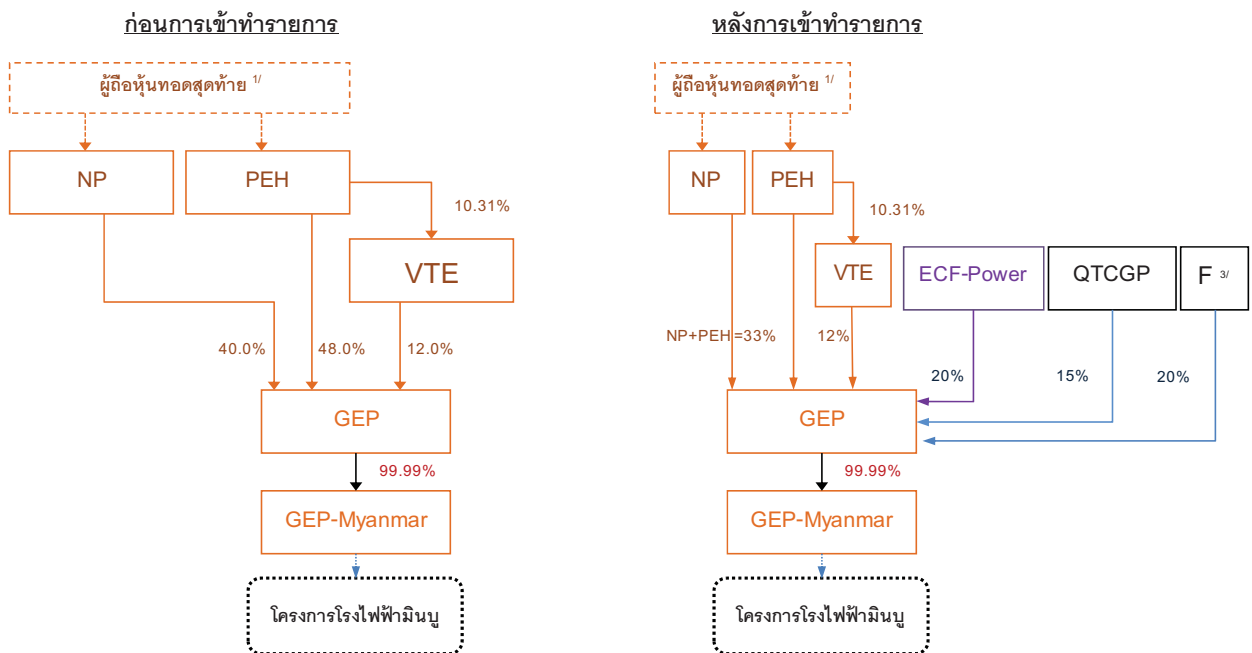 ก่อนการเข้าทำรายการ
ผู้ถือหุ้นทอดสุดท้าย 1/
NP
PEH
10.31%
VTE
40.0%
48.0%
12.0%
GEP
99.99%
GEP-Myanmar
โครงการโรงไฟฟ้ามินบู
หลังการเข้าทำรายการ
ผู้ถือหุ้นทอดสุดท้าย 1/
NP
PEH
10.31%
VTE
ECF-Power
QTCGP
F 3/
NP+PEH=33%
12%
20%
15%
20%
GEP
99.99%
GEP-Myanmar
โครงการโรงไฟฟ้ามินบู